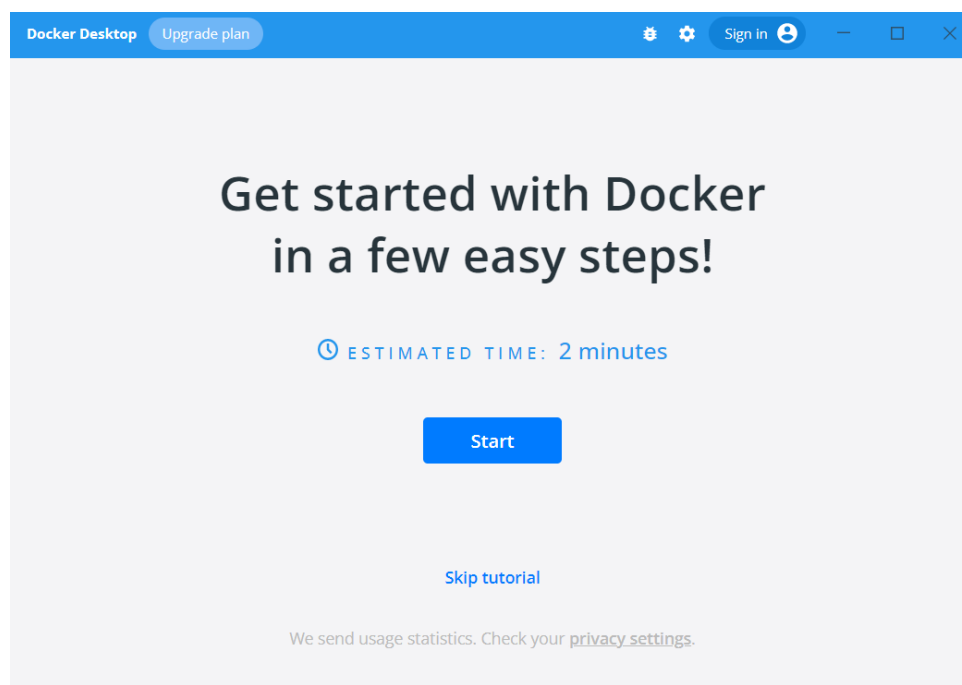 Docker Desktop Upgrade plan Sign in
Get started with Docker
in a few easy steps!
ESTIMATED TIME: 2 minutes
Start
Skip tutorial
We send usage statistics. Check your privacy settings.